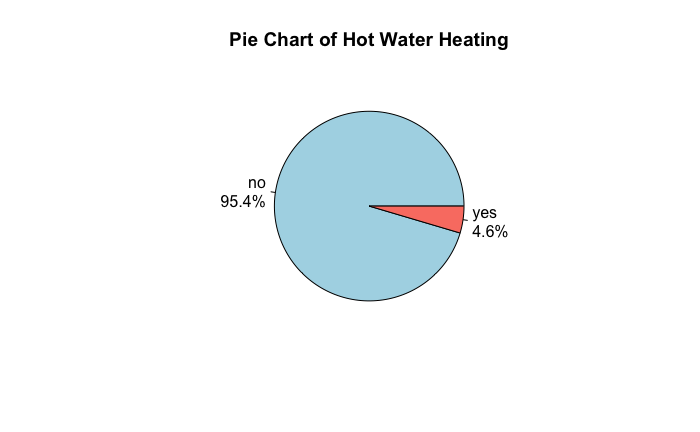 Pie Chart of Hot Water Heating
no
95.4%
yes
4.6%